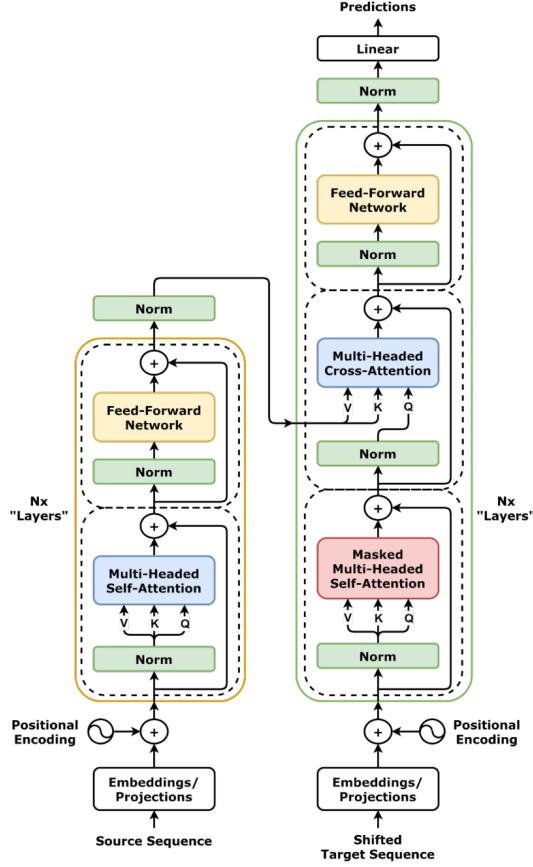 Predictions
Linear
Norm
Feed-Forward
Network
Norm
Multi-Headed
Cross-Attention
V
K
Q
Norm
Masked
Multi-Headed
Self-Attention
V
K
Q
Norm
Nx
"Layers"
Positional
Encoding
Embeddings/
Projections
Shifted
Target Sequence
Norm
Feed-Forward
Network
Norm
Nx
"Layers"
Multi-Headed
Self-Attention
V
K
Q
Norm
Positional
Encoding
Embeddings/
Projections
Source Sequence